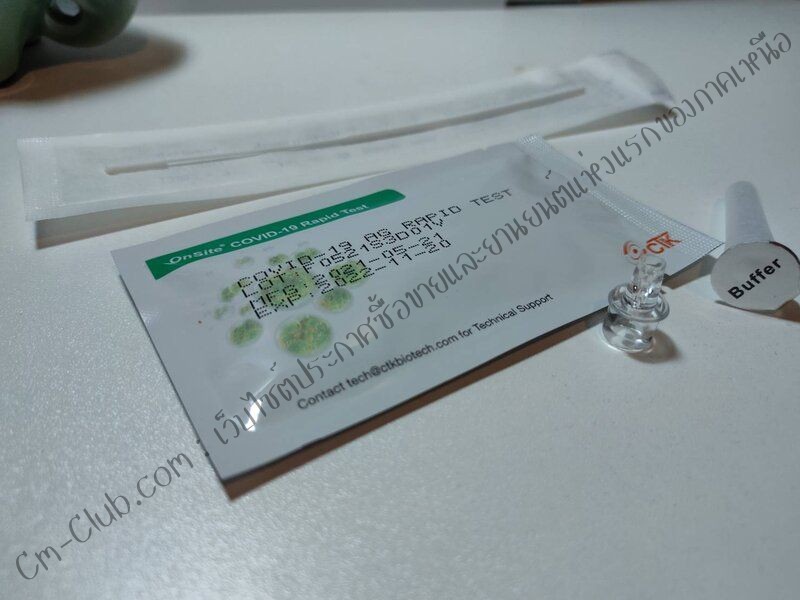 OnSite® COVID-19 Rapid Test
COVID-19 AG RAPID TEST
LOT:F0521S3D01V
MFG:2021-05-21
EXP:2022-11-20
Contact tech@ctkbiotech.com for Technical Support
CTK
Buffer
Cm-Club.com : เว็บไซต์ประกาศซื้อขายและยานยนต์แห่งแรกของภาคเหนือ